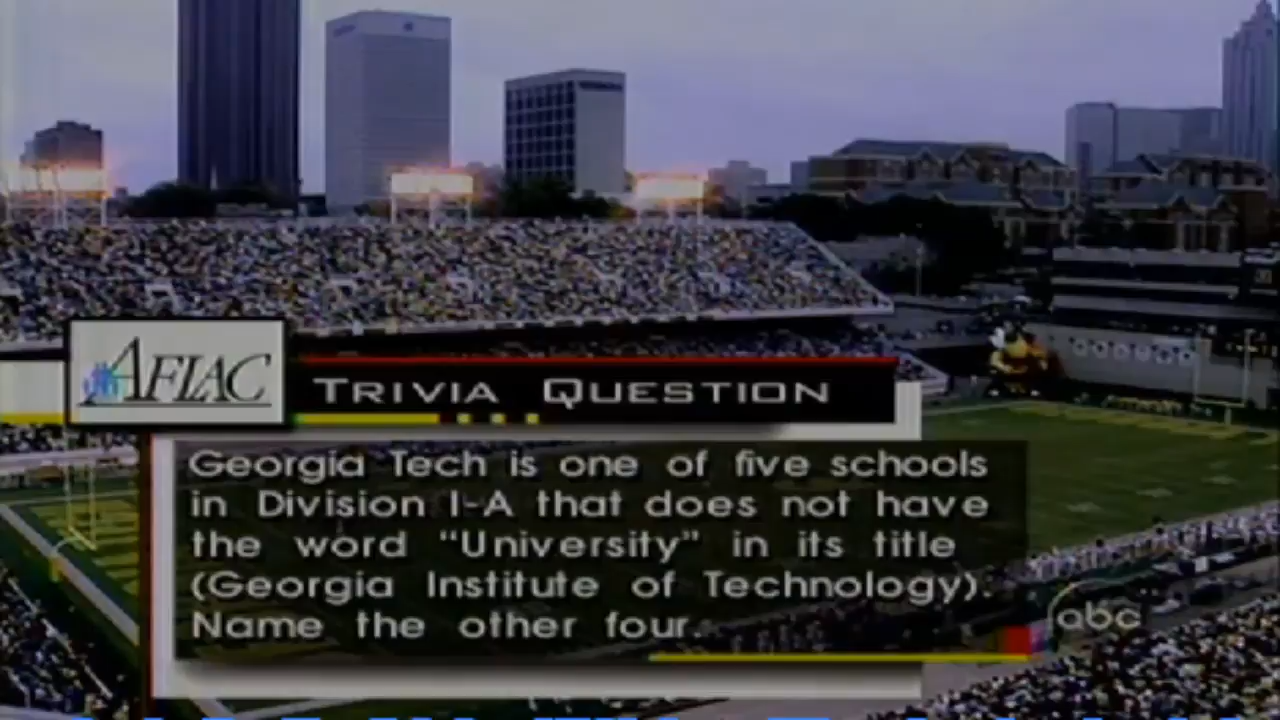 AFLAC
TRIVIA QUESTION
Georgia Tech is one of five schools
in Division I-A that does not have
the word "University" in its title
(Georgia Institute of Technology).
Name the other four.
abc